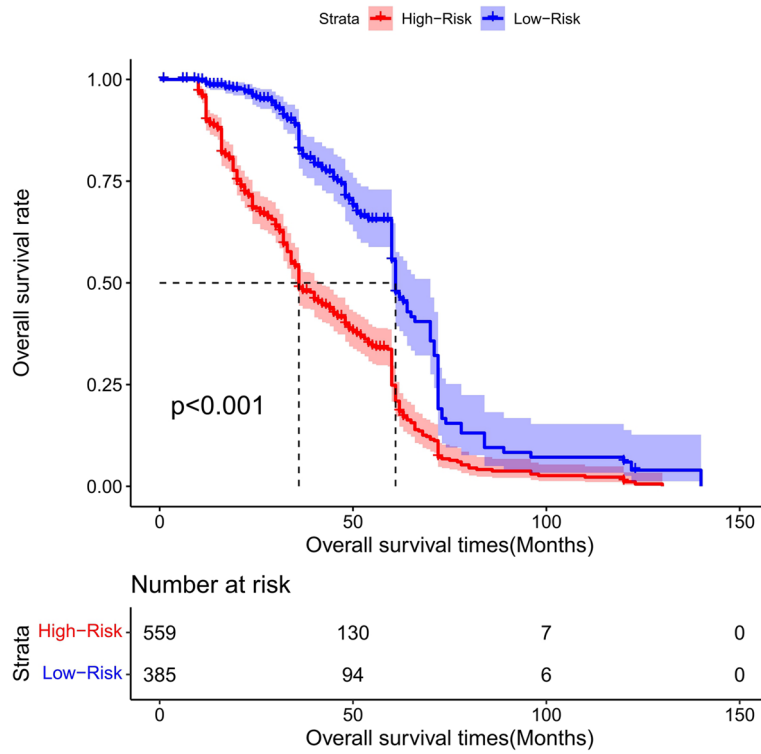 Strata High−Risk Low−Risk
1.00
0.75
0.50
0.25
0.00
Overall survival rate
p<0.001
0 50 100 150
Overall survival times(Months)
Number at risk
Strata
High−Risk 559 130 7 0
Low−Risk 385 94 6 0
0 50 100 150
Overall survival times(Months)